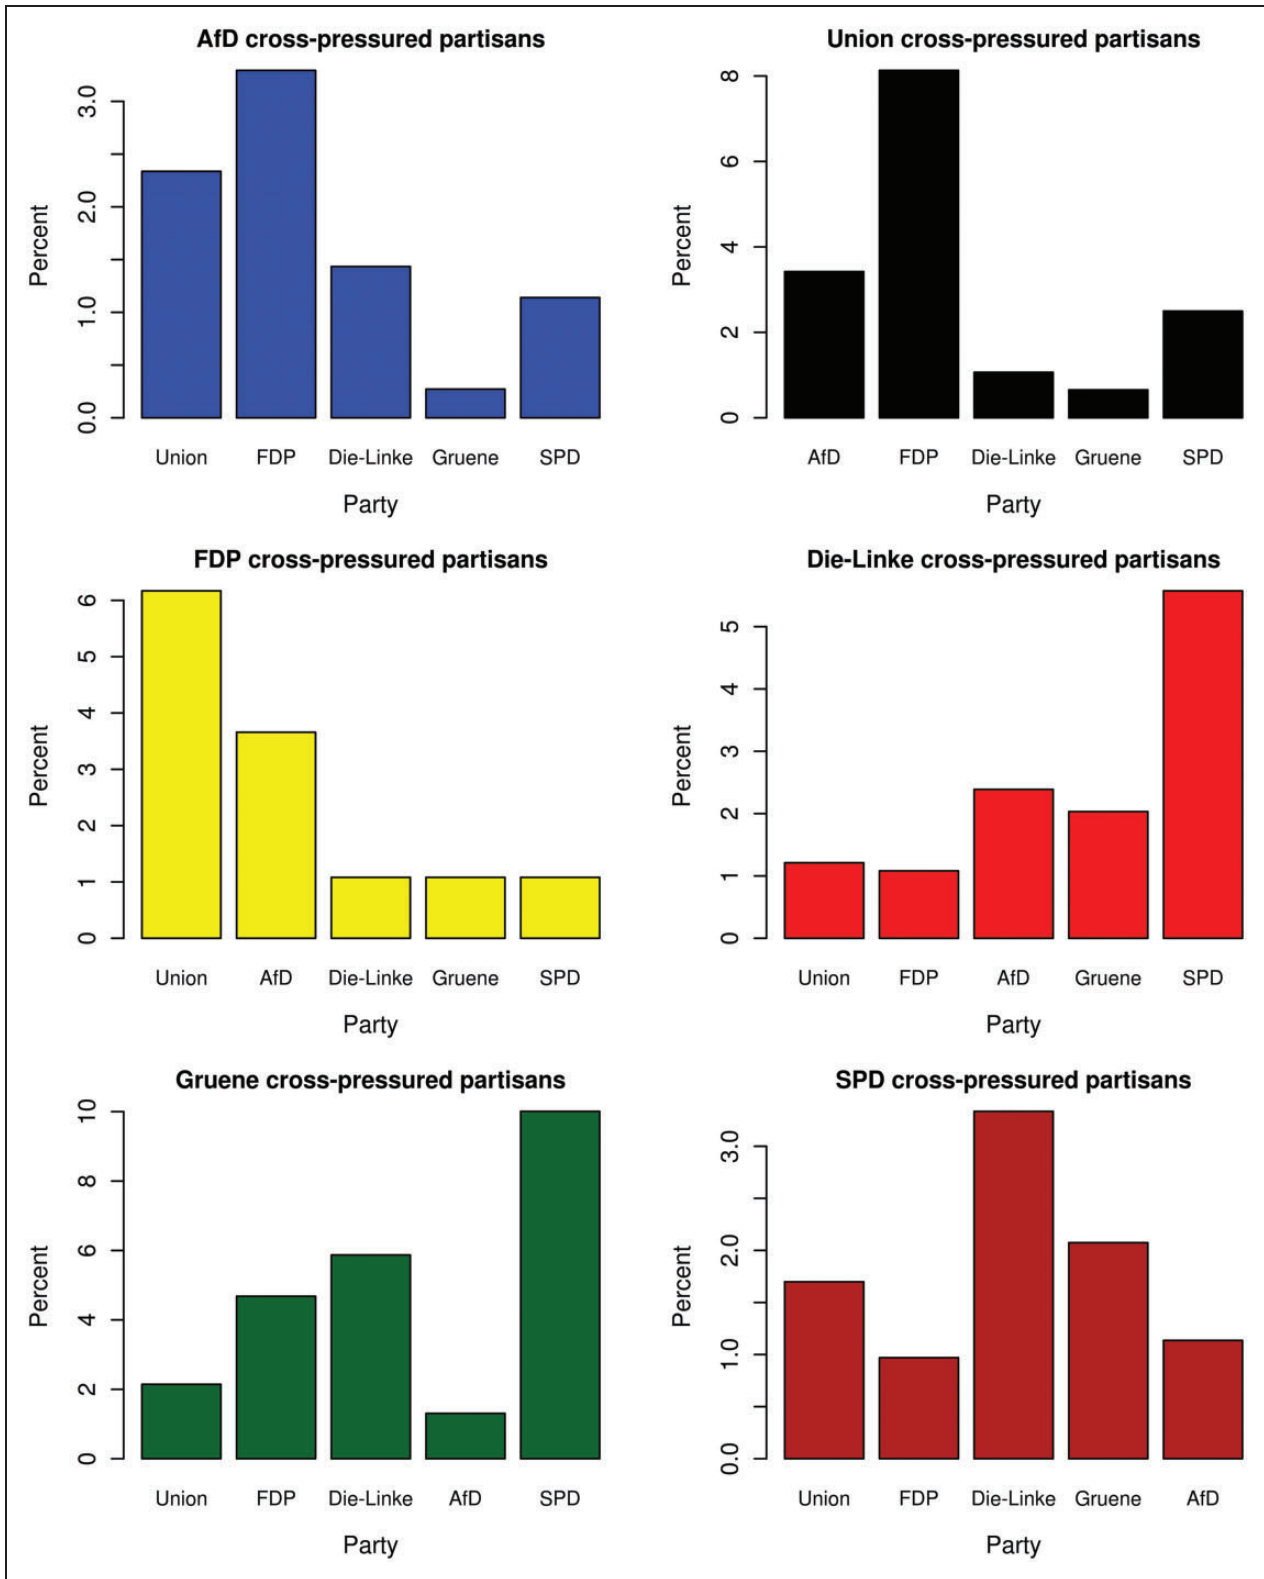 AfD cross-pressured partisans
Percent
0.0
1.0
2.0
3.0
Union FDP Die-Linke Gruene SPD
Party
Union cross-pressured partisans
Percent
0
2
4
6
8
AfD FDP Die-Linke Gruene SPD
Party
FDP cross-pressured partisans
Percent
0
1
2
3
4
5
6
Union AfD Die-Linke Gruene SPD
Party
Die-Linke cross-pressured partisans
Percent
0
1
2
3
4
5
Union FDP AfD Gruene SPD
Party
Gruene cross-pressured partisans
Percent
0
2
4
6
8
10
Union FDP Die-Linke AfD SPD
Party
SPD cross-pressured partisans
Percent
0.0
1.0
2.0
3.0
Union FDP Die-Linke Gruene AfD
Party